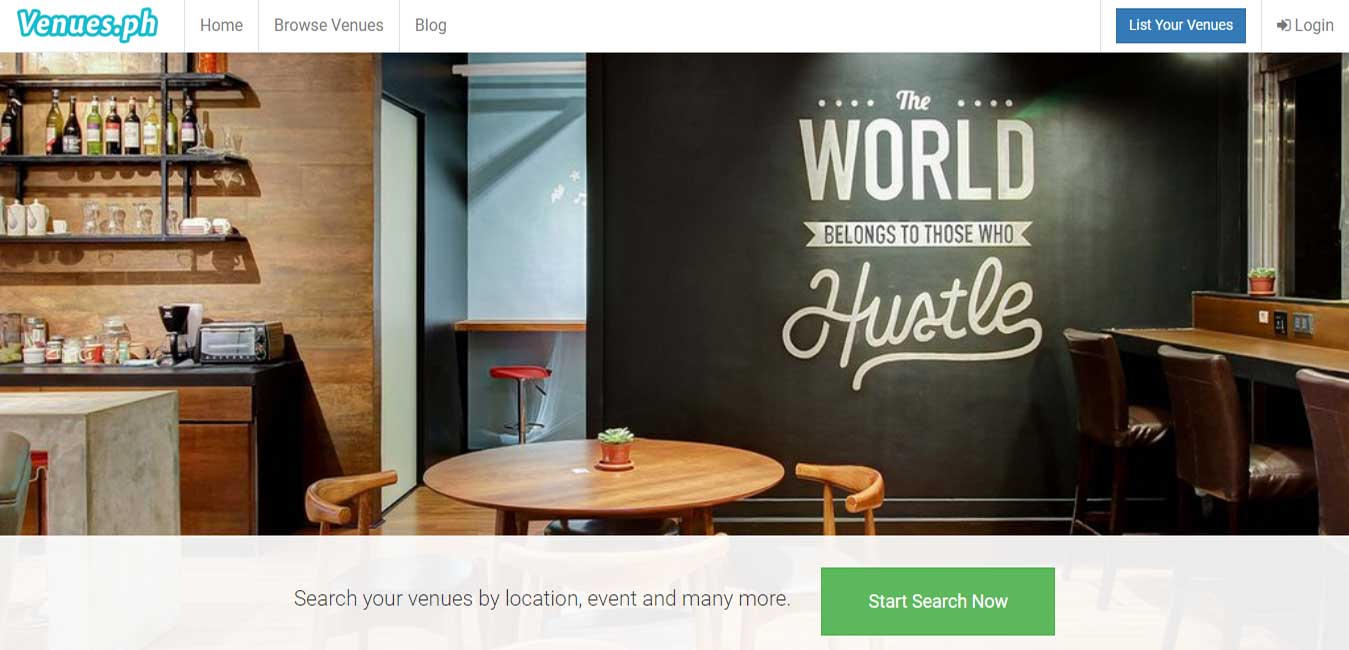 Venues.ph
Home
Browse Venues
Blog
List Your Venues
Login
The
WORLD
BELONGS TO THOSE WHO
Hustle
Search your venues by location, event and many more.
Start Search Now